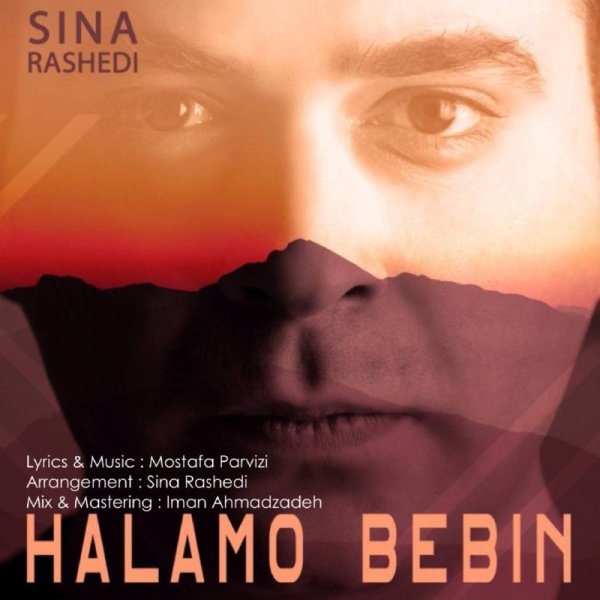 SINA
RASHEDI
Lyrics & Music : Mostafa Parvizi
Arrangement : Sina Rashedi
Mix & Mastering : Iman Ahmadzadeh
HALAMO BEBIN